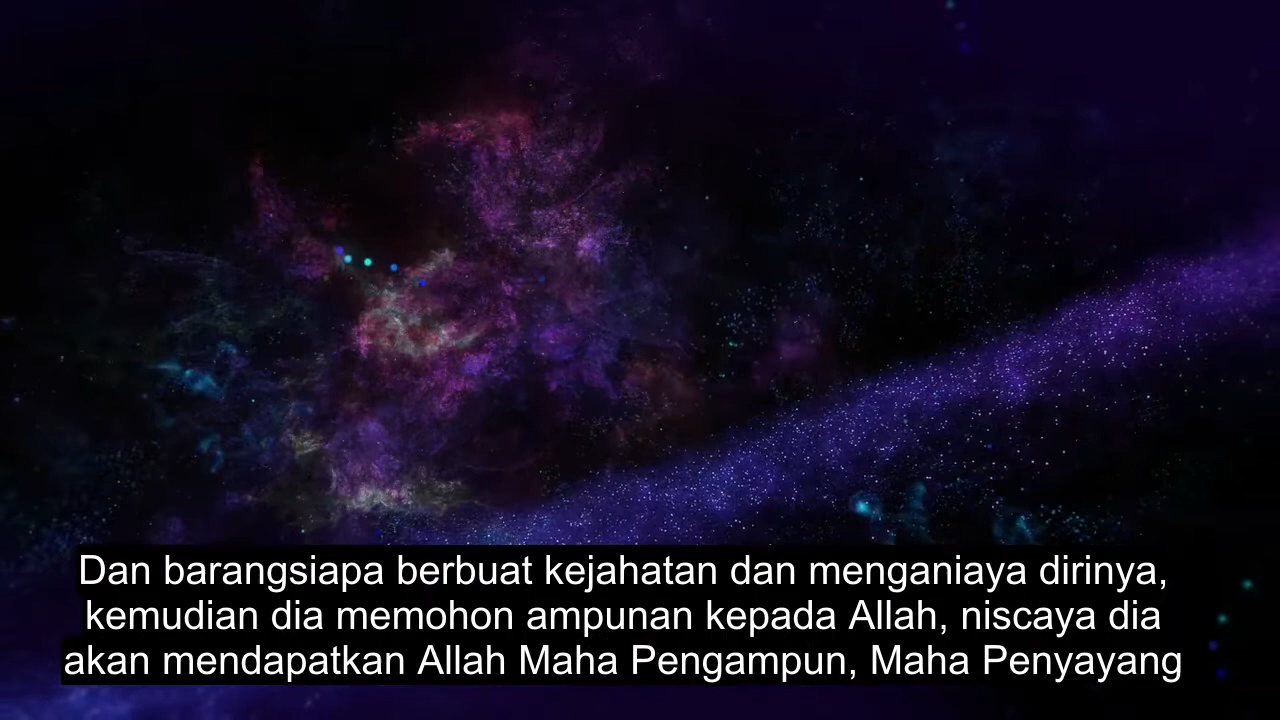 Dan barangsiapa berbuat kejahatan dan menganiaya dirinya,
kemudian dia memohon ampunan kepada Allah, niscaya dia
akan mendapatkan Allah Maha Pengampun, Maha Penyayang